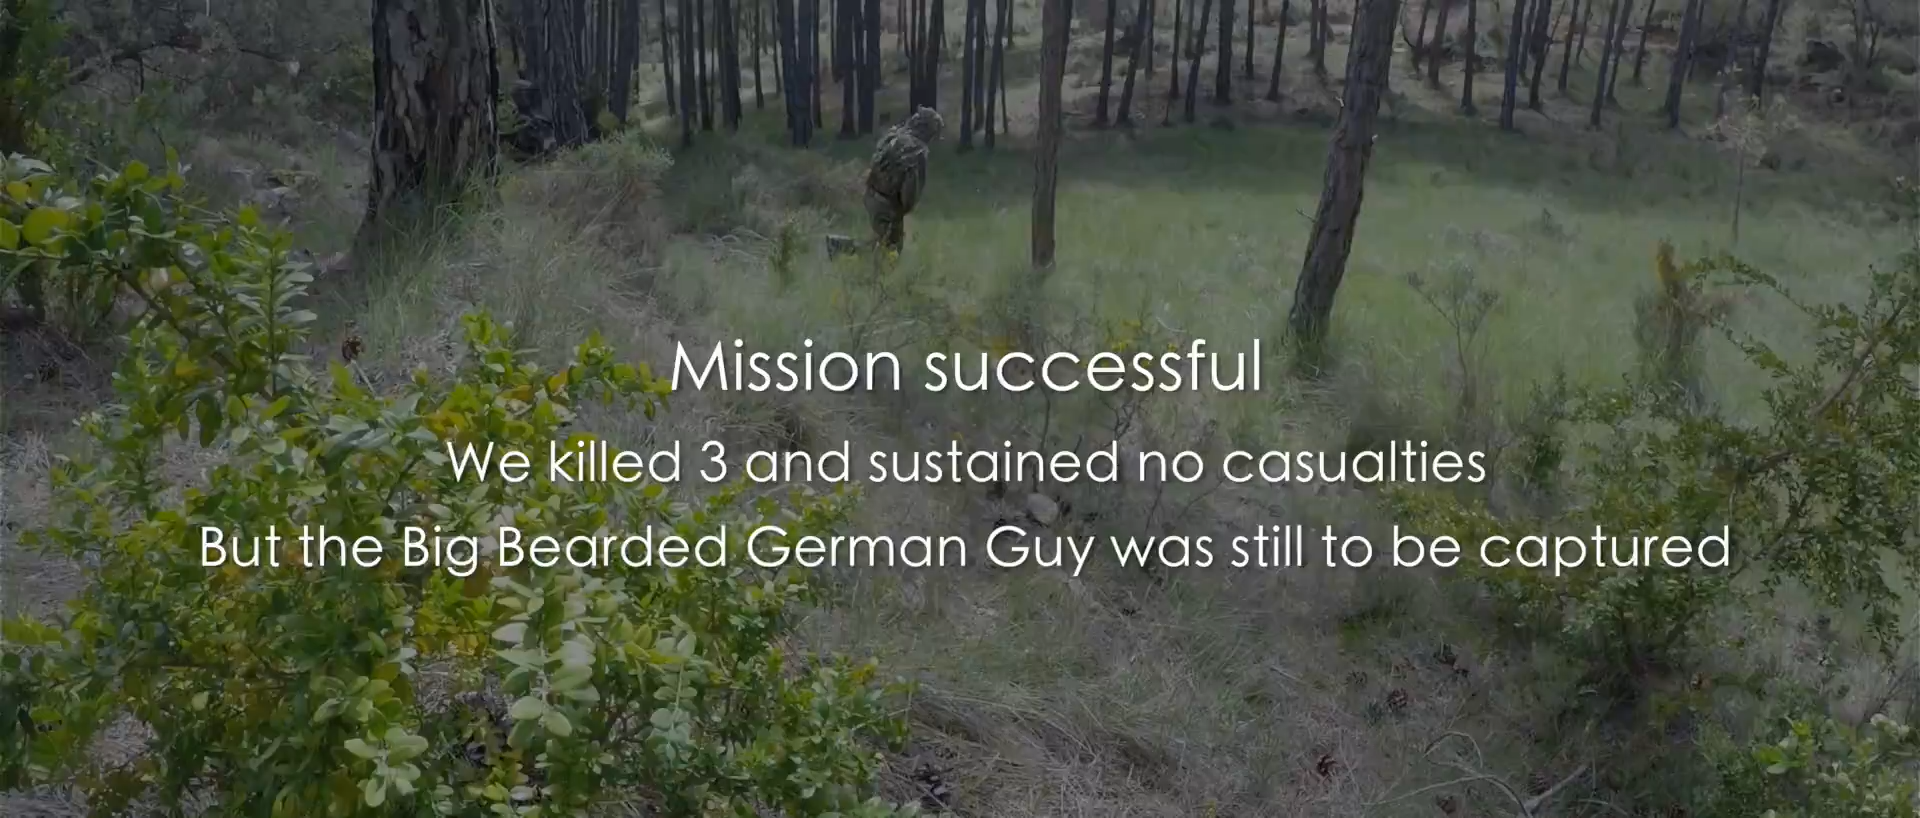 Mission successful
We killed 3 and sustained no casualties
But the Big Bearded German Guy was still to be captured